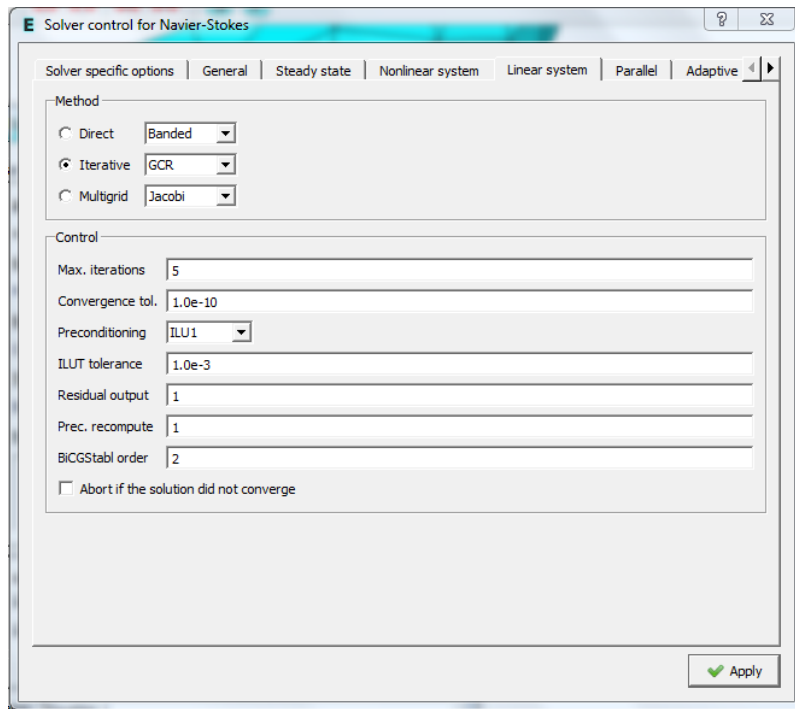 E Solver control for Navier-Stokes
?
Solver specific options General Steady state Nonlinear system Linear system Parallel Adaptive
Method
Direct Banded
Iterative GCR
Multigrid Jacobi
Control
Max. iterations 5
Convergence tol. 1.0e-10
Preconditioning ILU1
ILUT tolerance 1.0e-3
Residual output 1
Prec. recompute 1
BiCGStabl order 2
Abort if the solution did not converge
Apply